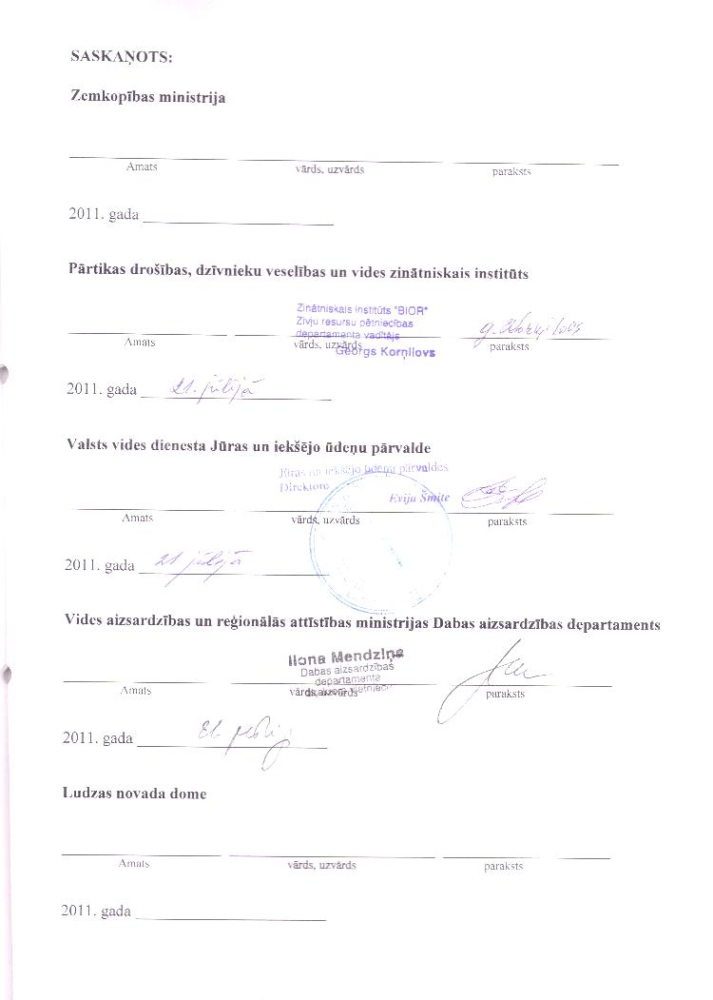 SASKAŅOTS:
Zemkopības ministrija
Amats vārds, uzvārds paraksts
2011. gada
Pārtikas drošības, dzīvnieku veselības un vides zinātniskais institūts
Zinātniskais institūts "BIOR"
Zivju resursu pētniecības
departamenta vadītājs
Amats vārds, uzvārds paraksts
Georgs Korņilovs
2011. gada 21. jūlijā
Valsts vides dienesta Jūras un iekšējo ūdeņu pārvalde
Jūras un iekšējo ūdeņu pārvaldes
Direktore
Evija Šmite
Amats vārds, uzvārds paraksts
2011. gada 21 jūlijā
Vides aizsardzības un reģionālās attīstības ministrijas Dabas aizsardzības departaments
Ilona Mendziņa
Dabas aizsardzības
departamenta
Amats vārds, uzvārds paraksts
2011. gada 21. jūlijā
Ludzas novada dome
Amats vārds, uzvārds paraksts
2011. gada